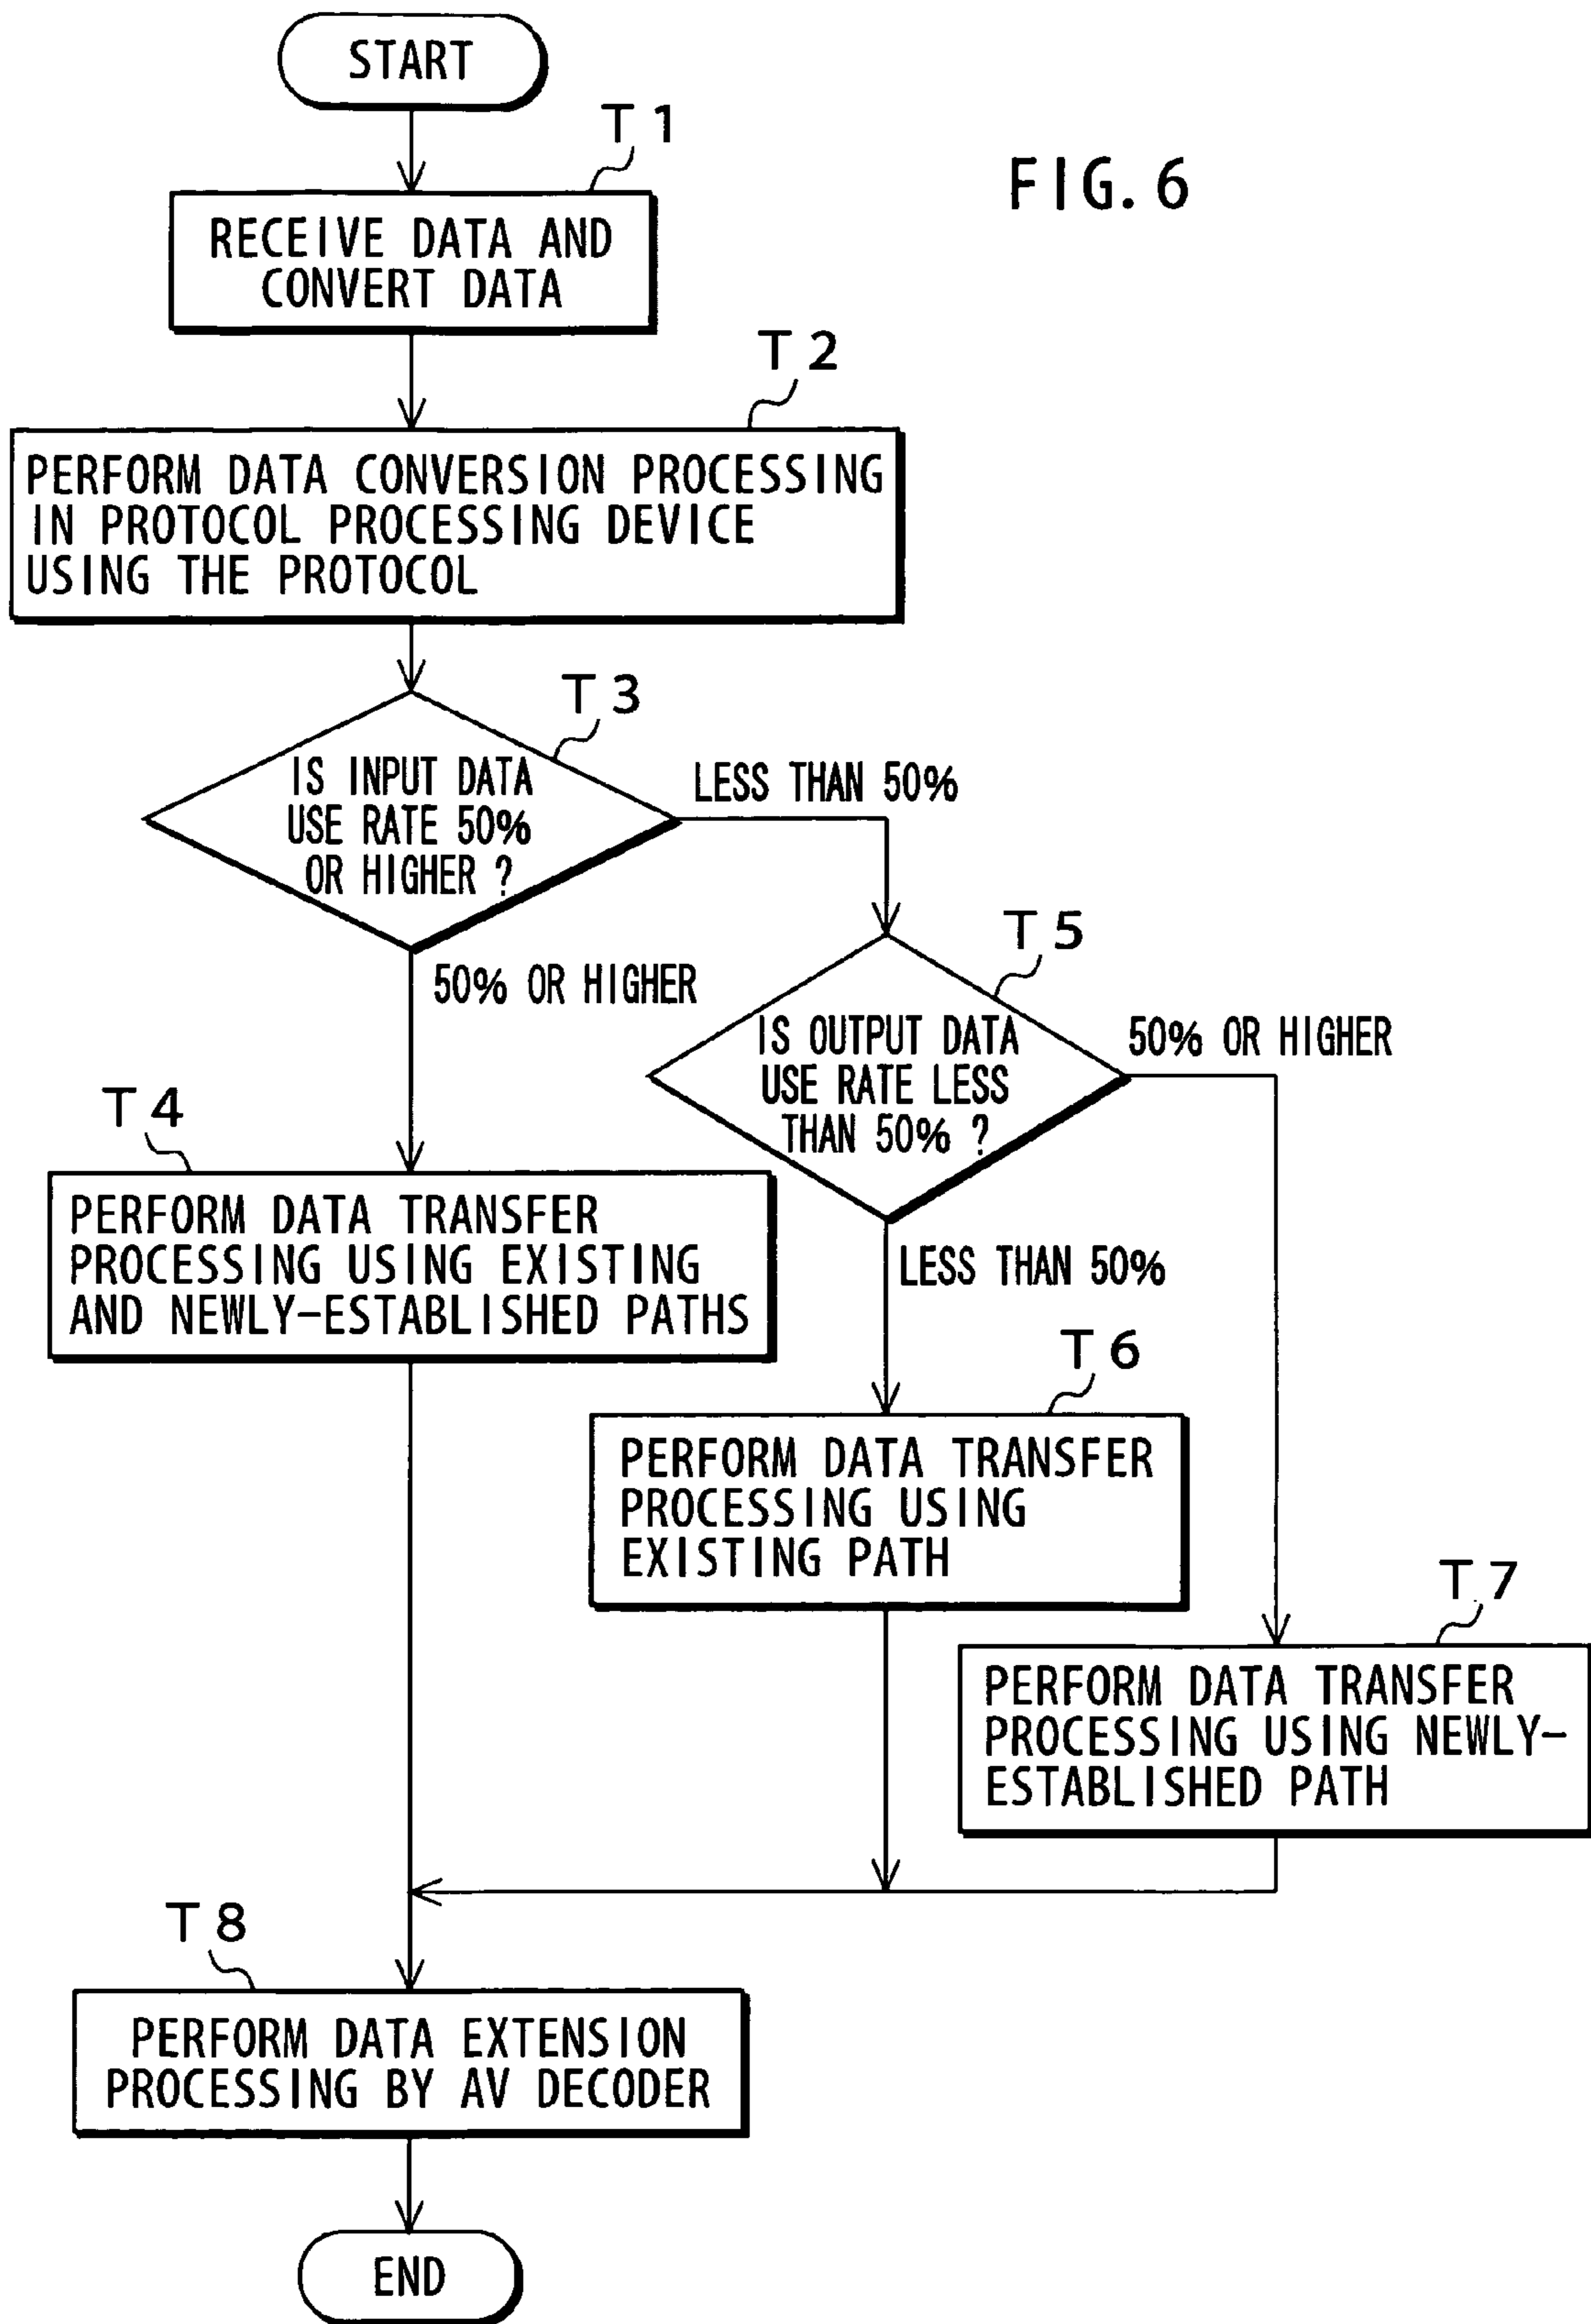 START
T1
FIG. 6
RECEIVE DATA AND
CONVERT DATA
T2
PERFORM DATA CONVERSION PROCESSING
IN PROTOCOL PROCESSING DEVICE
USING THE PROTOCOL
T3
IS INPUT DATA
USE RATE 50%
OR HIGHER ?
LESS THAN 50%
50% OR HIGHER
T5
IS OUTPUT DATA
USE RATE LESS
THAN 50% ?
50% OR HIGHER
LESS THAN 50%
T4
PERFORM DATA TRANSFER
PROCESSING USING EXISTING
AND NEWLY-ESTABLISHED PATHS
T6
PERFORM DATA TRANSFER
PROCESSING USING
EXISTING PATH
T7
PERFORM DATA TRANSFER
PROCESSING USING NEWLY-
ESTABLISHED PATH
T8
PERFORM DATA EXTENSION
PROCESSING BY AV DECODER
END